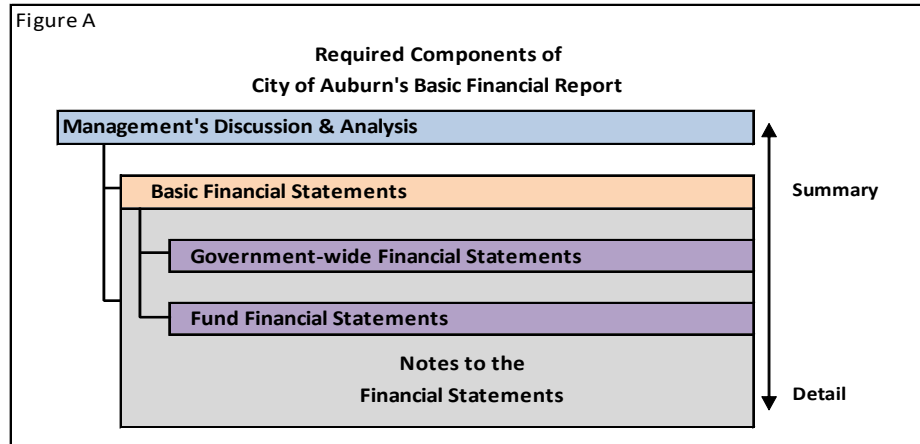 Figure A
Required Components of
City of Auburn's Basic Financial Report
Management's Discussion & Analysis
Basic Financial Statements
Summary
Government-wide Financial Statements
Fund Financial Statements
Notes to the
Financial Statements
Detail